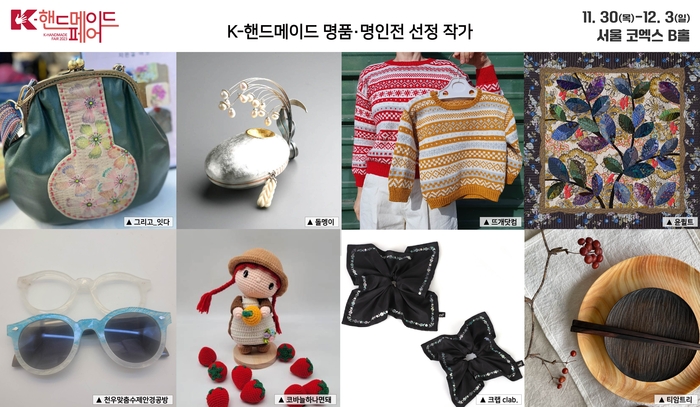 K·핸드메이드
페어
K-HANDMADE
FAIR 2023
K-핸드메이드 명품·명인전 선정 작가
11. 30(목)-12. 3(일)
서울 코엑스 B홀
▲ 그리고_잇다
▲ 돌멩이
▲ 뜨개닷컴
▲ 윤퀼트
▲ 천우맞춤수제안경공방
▲ 코바늘하나면돼
▲ 크랩 clab.
▲ 티암트리